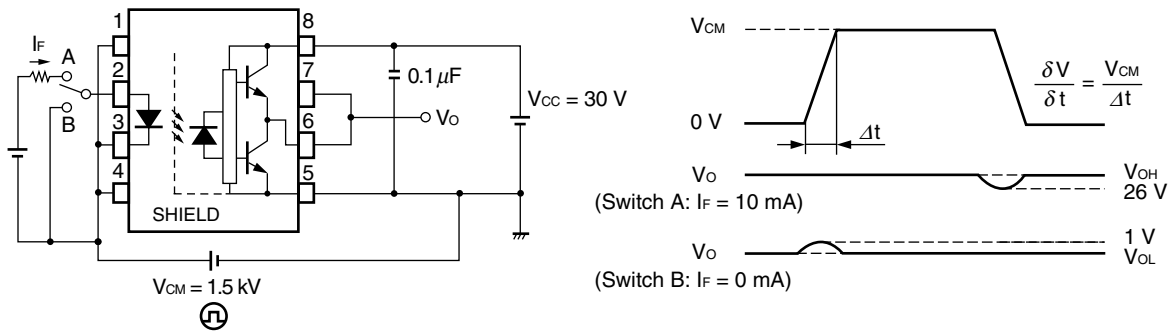 1
8
IF
A
2
7
0.1 μF
B
VCC = 30 V
3
6
VO
4
5
SHIELD
VCM = 1.5 kV
VCM
δV
δt
=
VCM
Δt
0 V
Δt
VO
VOH
26 V
(Switch A: IF = 10 mA)
1 V
VO
VOL
(Switch B: IF = 0 mA)